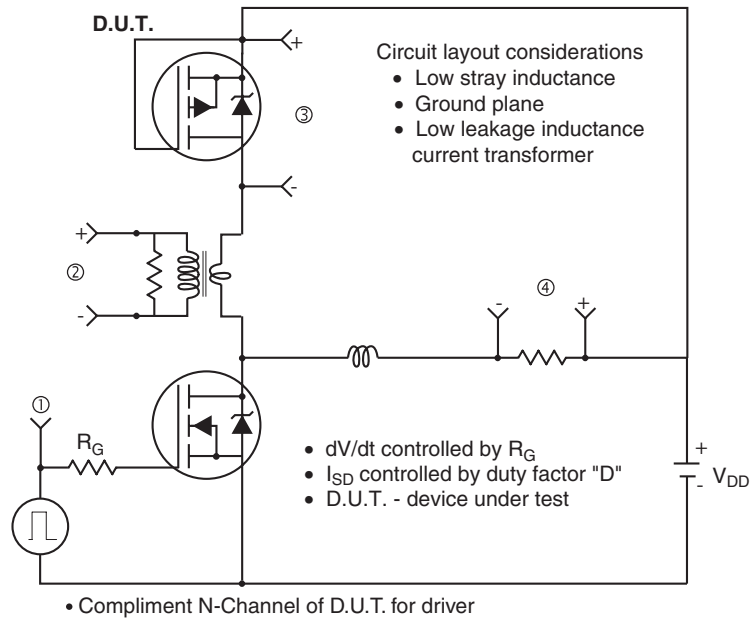 D.U.T.
+
Circuit layout considerations
• Low stray inductance
• Ground plane
• Low leakage inductance
current transformer
③
-
+
②
-
④
- +
①
R_G
• dV/dt controlled by R_G
• I_SD controlled by duty factor "D"
• D.U.T. - device under test
+
-
V_DD
• Compliment N-Channel of D.U.T. for driver